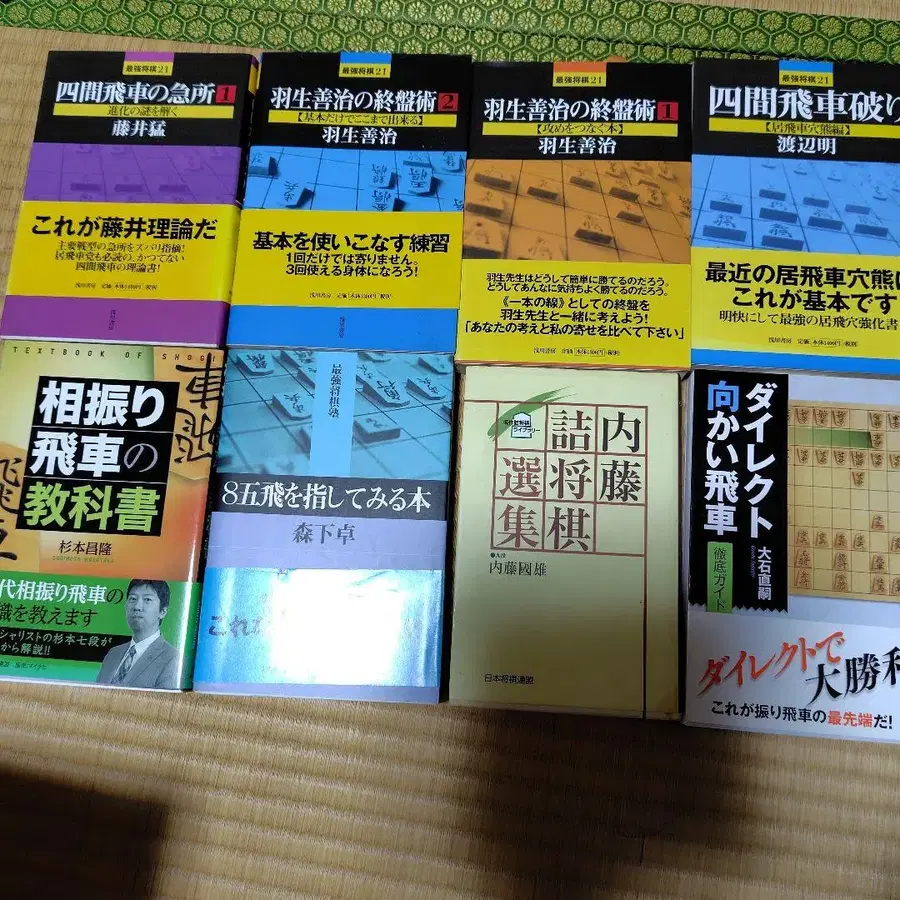 最強将棋21
四間飛車の急所 1
進化の謎を解く
藤井猛
これが藤井理論だ
主要戦型の急所をズバリ指摘!
居飛車党も必読の、かつてない
四間飛車の理論書!
浅川書房
最強将棋21
羽生善治の終盤術 2
【基本だけでここまで出来る】
羽生善治
基本を使いこなす練習
1回だけでは寄りません。
3回使える身体になろう!
浅川書房
最強将棋21
羽生善治の終盤術 1
【攻めをつなぐ本】
羽生善治
羽生先生はどうして簡単に勝てるのだろう。
どうしてあんなに気持ちよく勝てるのだろう。
《一本の線》としての終盤を
羽生先生と一緒に考えよう!
「あなたの考えと私の寄せを比べて下さい」
浅川書房
最強将棋21
四間飛車破り
【居飛車穴熊編】
渡辺明
最近の居飛車穴熊は
これが基本です
明快にして最強の居飛穴強化書
浅川書房
TEXTBOOK OF SHOGI
相振り
飛車の
教科書
杉本昌隆
代相振り飛車の
識を教えます
シャリストの杉本七段が
から解説!!
最強将棋塾
8五飛を指してみる本
森下卓
内藤
詰将棋
選集
九段
内藤國雄
日本将棋連盟
ダイレクト
向かい飛車
徹底ガイド
大石直嗣
ダイレクトで
大勝利
これが振り飛車の最先端だ!